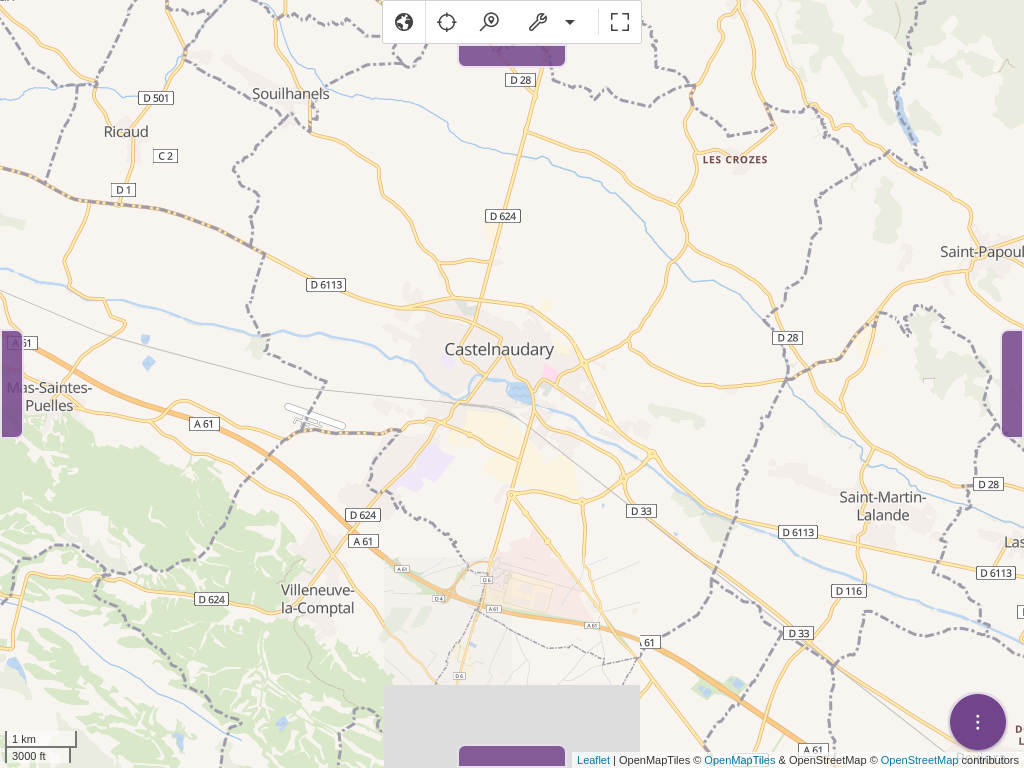 D 28
Souilhanels
D 501
Ricaud
C 2
LES CROZES
D 1
D 624
Saint-Papoul
D 6113
D 28
A 61
Castelnaudary
Mas-Saintes-
Puelles
A 61
D 28
Saint-Martin-
Lalande
D 624
D 33
D 6113
A 61
Las
A 61
D 6
D 6113
Villeneuve-
la-Comptal
D 624
D 4
A 61
D 116
A 61
D 33
61
D 6
1 km
3000 ft
A 61
Leaflet | OpenMapTiles © OpenMapTiles & OpenStreetMap © OpenStreetMap contributors